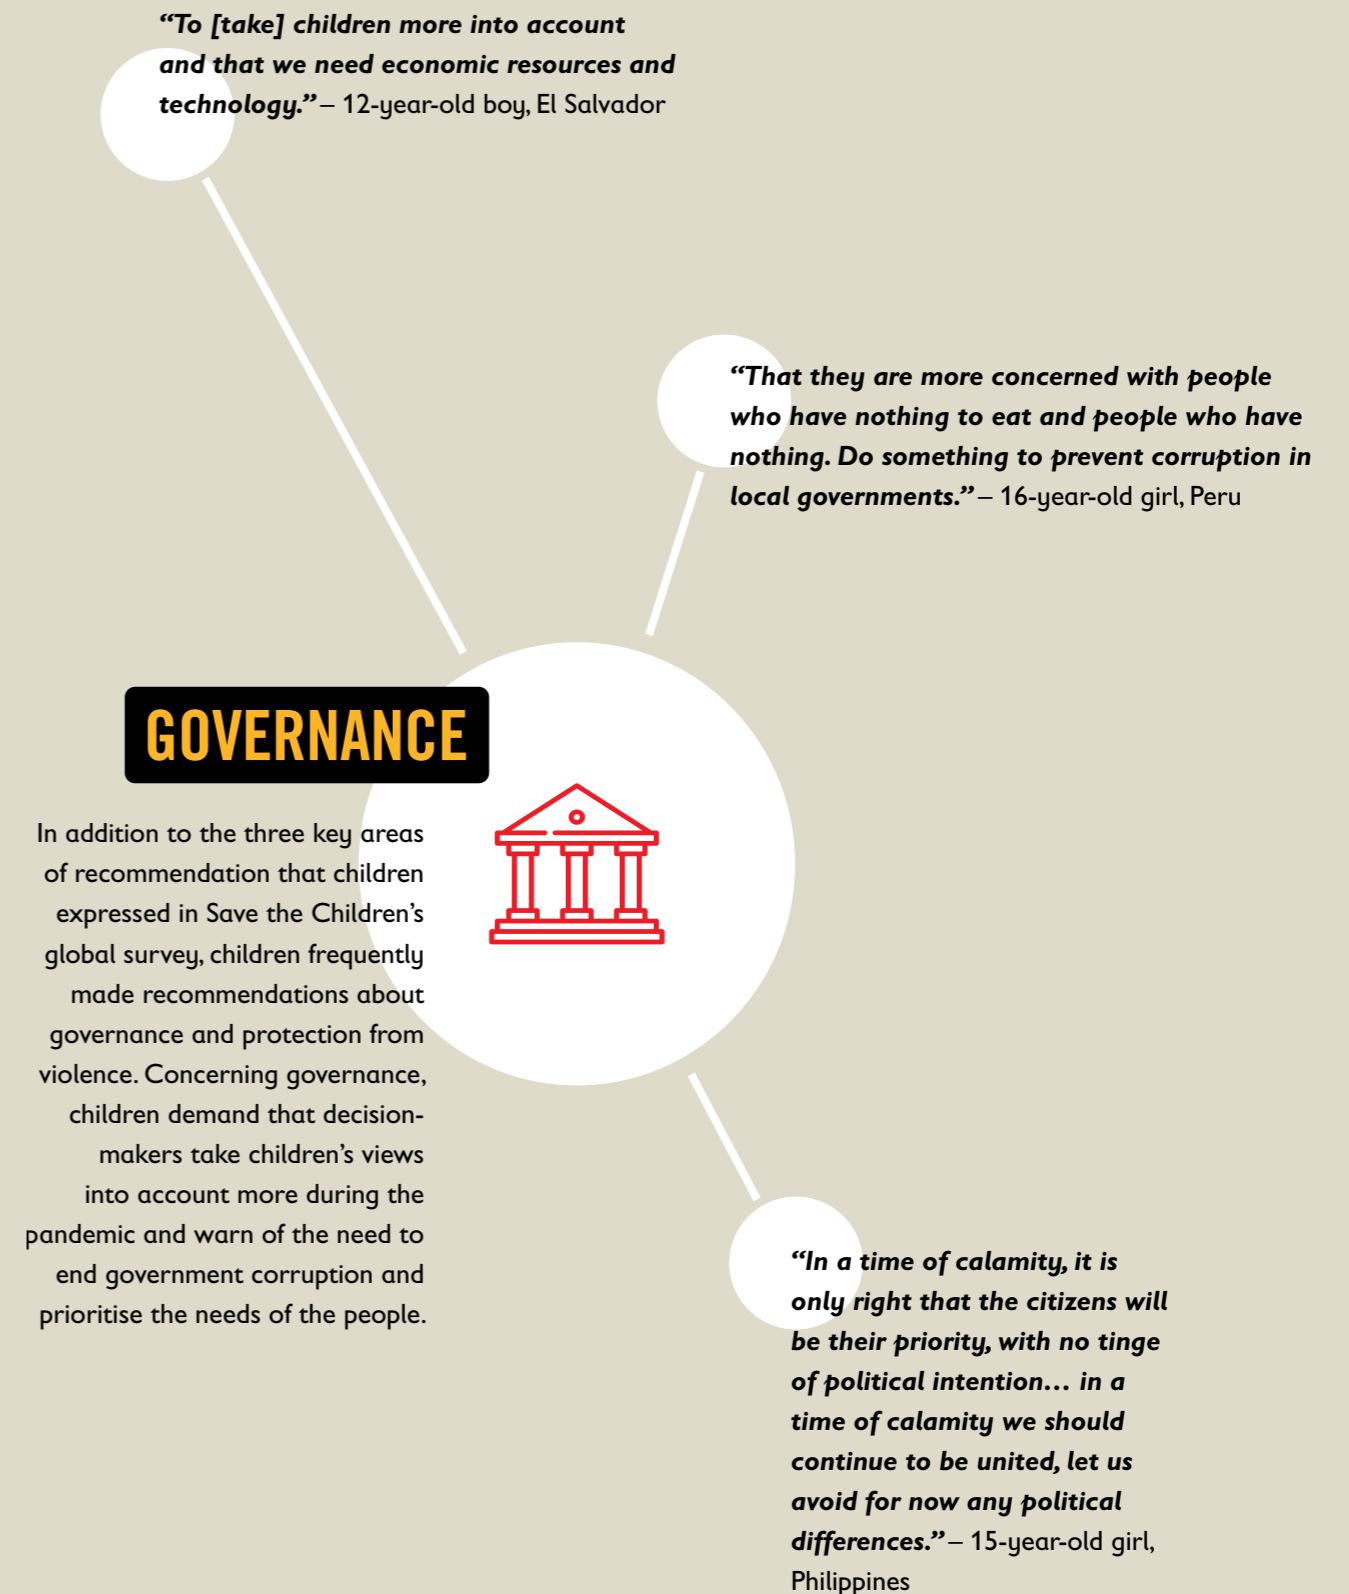 “To [take] children more into account
and that we need economic resources and
technology.” – 12-year-old boy, El Salvador
“That they are more concerned with people
who have nothing to eat and people who have
nothing. Do something to prevent corruption in
local governments.” – 16-year-old girl, Peru
GOVERNANCE
In addition to the three key areas
of recommendation that children
expressed in Save the Children’s
global survey, children frequently
made recommendations about
governance and protection from
violence. Concerning governance,
children demand that decision-
makers take children’s views
into account more during the
pandemic and warn of the need to
end government corruption and
prioritise the needs of the people.
“In a time of calamity, it is
only right that the citizens will
be their priority, with no tinge
of political intention… in a
time of calamity we should
continue to be united, let us
avoid for now any political
differences.” – 15-year-old girl,
Philippines